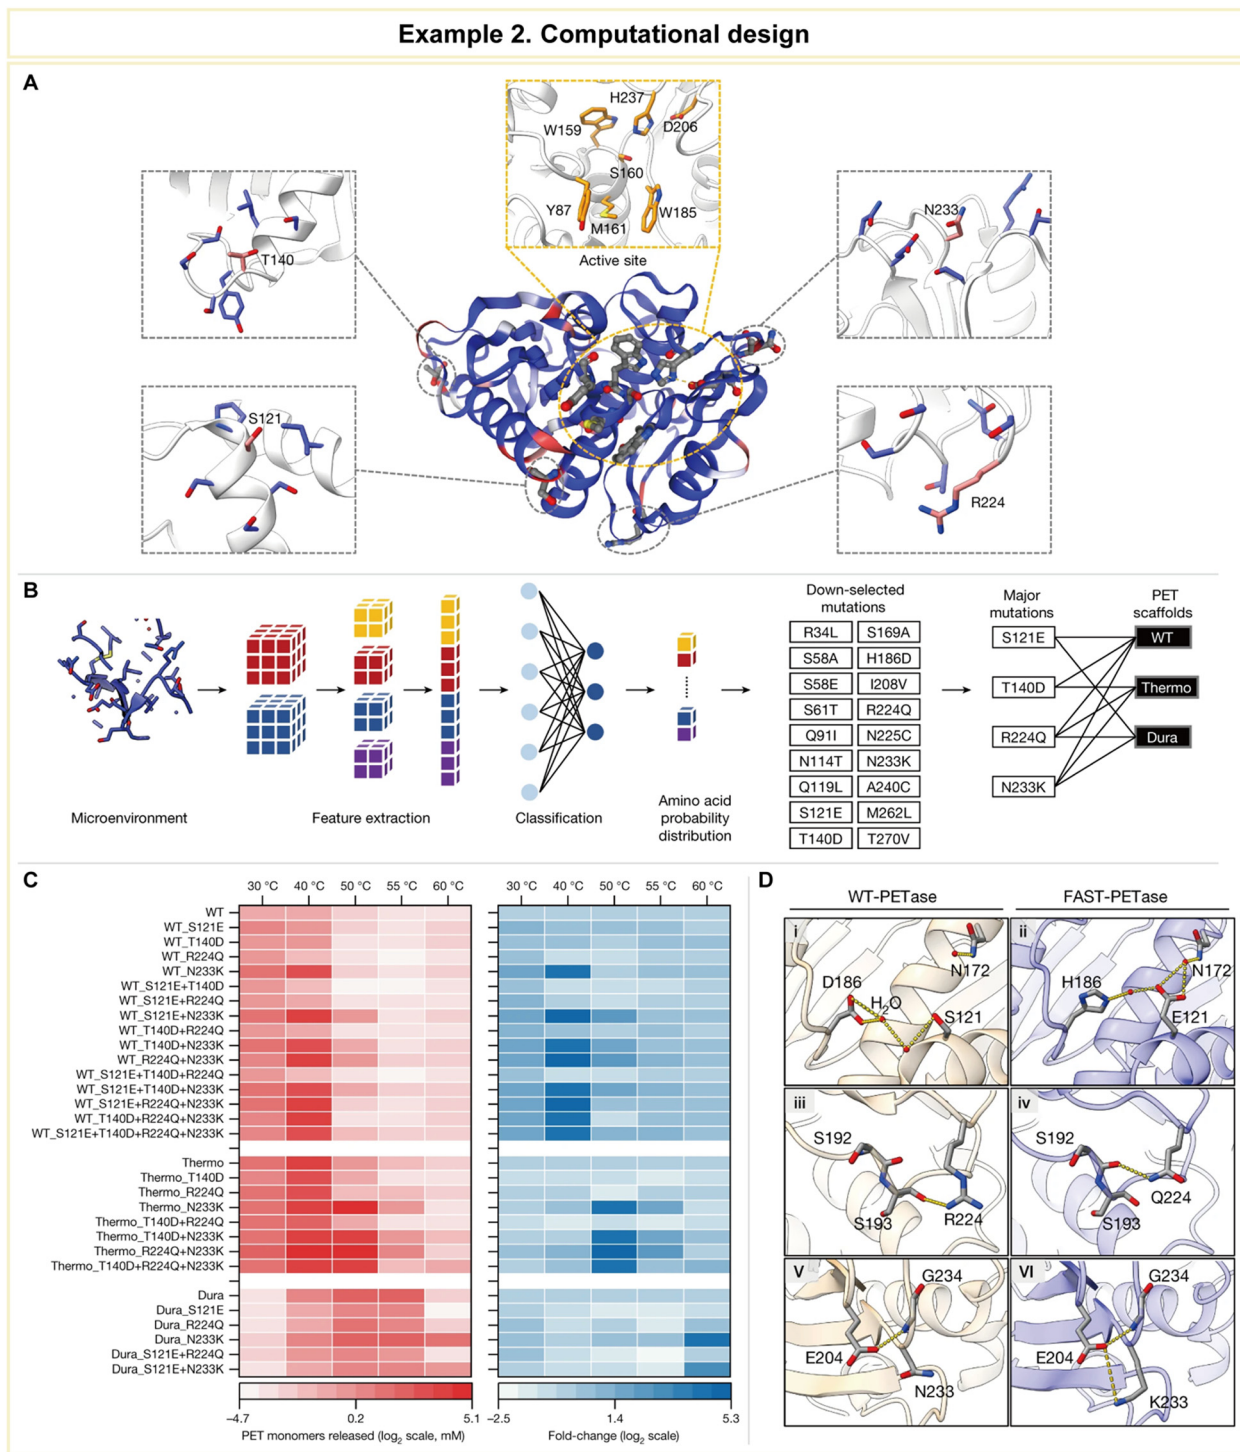 Example 2. Computational design
A
H237
W159
D206
S160
Y87
W185
M161
Active site
T140
N233
S121
R224
B
Microenvironment
Feature extraction
Classification
Amino acid
probability
distribution
Down-selected
mutations
R34L S169A
S58A H186D
S58E I208V
S61T R224Q
Q91I N225C
N114T N233K
Q119L A240C
S121E M262L
T140D T270V
Major
mutations
S121E
T140D
R224Q
N233K
PET
scaffolds
WT
Thermo
Dura
C
30 °C 40 °C 50 °C 55 °C 60 °C
30 °C 40 °C 50 °C 55 °C 60 °C
WT
WT_S121E
WT_T140D
WT_R224Q
WT_N233K
WT_S121E+T140D
WT_S121E+R224Q
WT_S121E+N233K
WT_T140D+R224Q
WT_T140D+N233K
WT_R224Q+N233K
WT_S121E+T140D+R224Q
WT_S121E+T140D+N233K
WT_S121E+R224Q+N233K
WT_T140D+R224Q+N233K
WT_S121E+T140D+R224Q+N233K
Thermo
Thermo_T140D
Thermo_R224Q
Thermo_N233K
Thermo_T140D+R224Q
Thermo_T140D+N233K
Thermo_R224Q+N233K
Thermo_T140D+R224Q+N233K
Dura
Dura_S121E
Dura_R224Q
Dura_N233K
Dura_S121E+R224Q
Dura_S121E+N233K
−4.7 0.2 5.1
PET monomers released (log2 scale, mM)
−2.5 1.4 5.3
Fold-change (log2 scale)
D
WT-PETase
FAST-PETase
i
N172
D186
H2O
S121
ii
N172
H186
E121
iii
S192
S193
R224
iv
S192
S193
Q224
V
G234
E204
N233
VI
G234
E204
K233